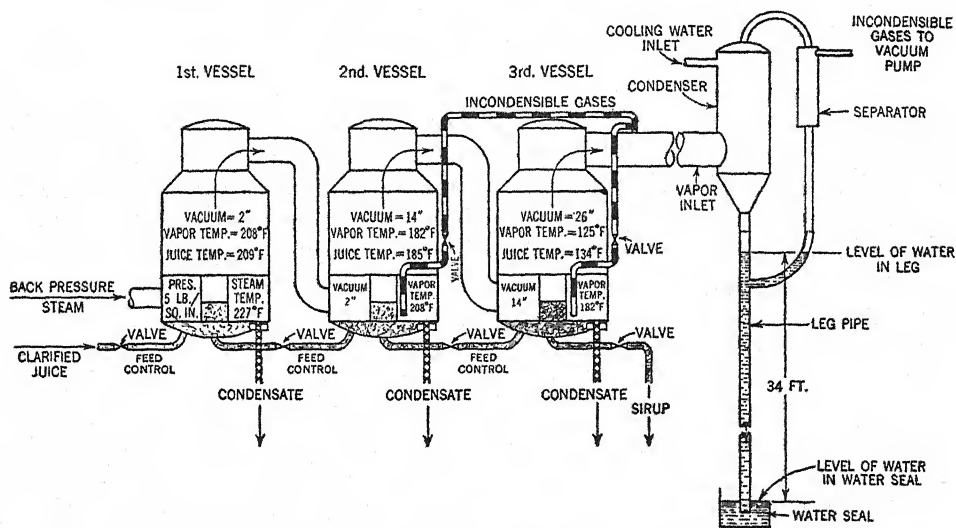 COOLING WATER
INLET
INCONDENSIBLE
GASES TO
VACUUM
PUMP
1st. VESSEL
2nd. VESSEL
3rd. VESSEL
CONDENSER
INCONDENSIBLE GASES
SEPARATOR
VAPOR
INLET
VACUUM = 2"
VAPOR TEMP. = 208°F
JUICE TEMP. = 209°F
VACUUM = 14"
VAPOR TEMP. = 182°F
JUICE TEMP. = 185°F
VALVE
VACUUM = 26"
VAPOR TEMP. = 125°F
JUICE TEMP. = 134°F
VALVE
LEVEL OF WATER
IN LEG
BACK PRESSURE
STEAM
PRES.
5 LB./
SQ. IN.
STEAM
TEMP.
227°F
VACUUM
2"
VAPOR
TEMP.
208°F
VACUUM
14"
VAPOR
TEMP.
182°F
LEG PIPE
CLARIFIED
JUICE
VALVE
FEED
CONTROL
VALVE
FEED
CONTROL
VALVE
FEED
CONTROL
VALVE
34 FT.
CONDENSATE
CONDENSATE
CONDENSATE
SIRUP
LEVEL OF WATER
IN WATER SEAL
WATER SEAL